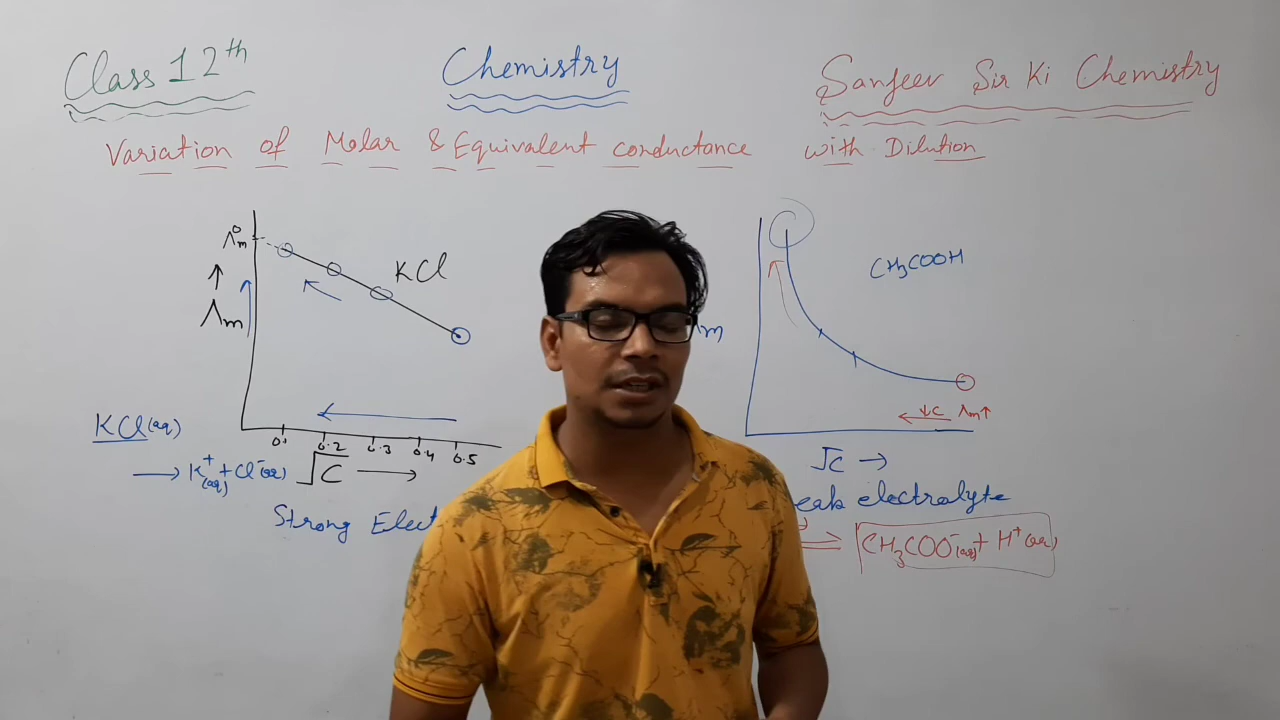 Class 12th
Chemistry
Sanjeev Sir Ki Chemistry
Variation of Molar & Equivalent conductance with Dilution
Λ°m
↑
Λm
KCl
0.1 0.2 0.3 0.4 0.5
√C →
KCl (aq)
→ K⁺(aq) + Cl⁻(aq)
Strong Elect
CH₃COOH
m
↓C Λm↑
√C →
eak electrolyte
⇌ CH₃COO⁻(aq) + H⁺(aq)